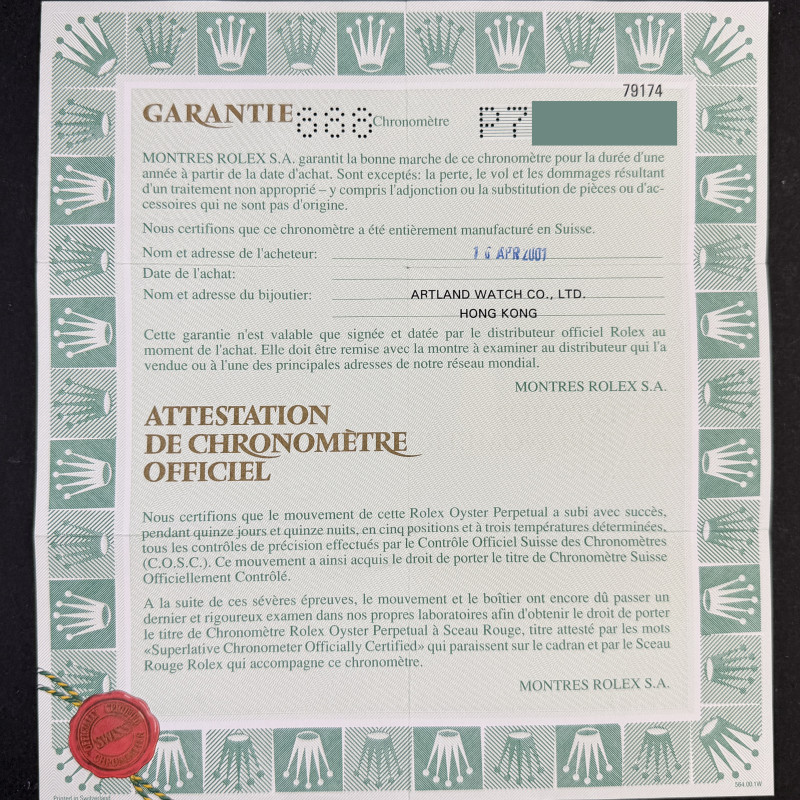 79174
GARANTIE 888 Chronomètre P7
MONTRES ROLEX S.A. garantit la bonne marche de ce chronomètre pour la durée d'une
année à partir de la date d'achat. Sont exceptés: la perte, le vol et les dommages résultant
d'un traitement non approprié – y compris l'adjonction ou la substitution de pièces ou d'ac-
cessoires qui ne sont pas d'origine.
Nous certifions que ce chronomètre a été entièrement manufacturé en Suisse.
Nom et adresse de l'acheteur: 16 APR 2001
Date de l'achat:
Nom et adresse du bijoutier: ARTLAND WATCH CO., LTD.
HONG KONG
Cette garantie n'est valable que signée et datée par le distributeur officiel Rolex au
moment de l'achat. Elle doit être remise avec la montre à examiner au distributeur qui l'a
vendue ou à l'une des principales adresses de notre réseau mondial.
MONTRES ROLEX S.A.
ATTESTATION
DE CHRONOMÈTRE
OFFICIEL
Nous certifions que le mouvement de cette Rolex Oyster Perpetual a subi avec succès,
pendant quinze jours et quinze nuits, en cinq positions et à trois températures déterminées,
tous les contrôles de précision effectués par le Contrôle Officiel Suisse des Chronomètres
(C.O.S.C.). Ce mouvement a ainsi acquis le droit de porter le titre de Chronomètre Suisse
Officiellement Contrôlé.
A la suite de ces sévères épreuves, le mouvement et le boîtier ont encore dû passer un
dernier et rigoureux examen dans nos propres laboratoires afin d'obtenir le droit de porter
le titre de Chronomètre Rolex Oyster Perpetual à Sceau Rouge, titre attesté par les mots
«Superlative Chronometer Officially Certified» qui paraissent sur le cadran et par le Sceau
Rouge Rolex qui accompagne ce chronomètre.
MONTRES ROLEX S.A.
OFFICIALLY CERTIFIED
SWISS
CHRONOMETER
Printed in Switzerland
564.00.1W